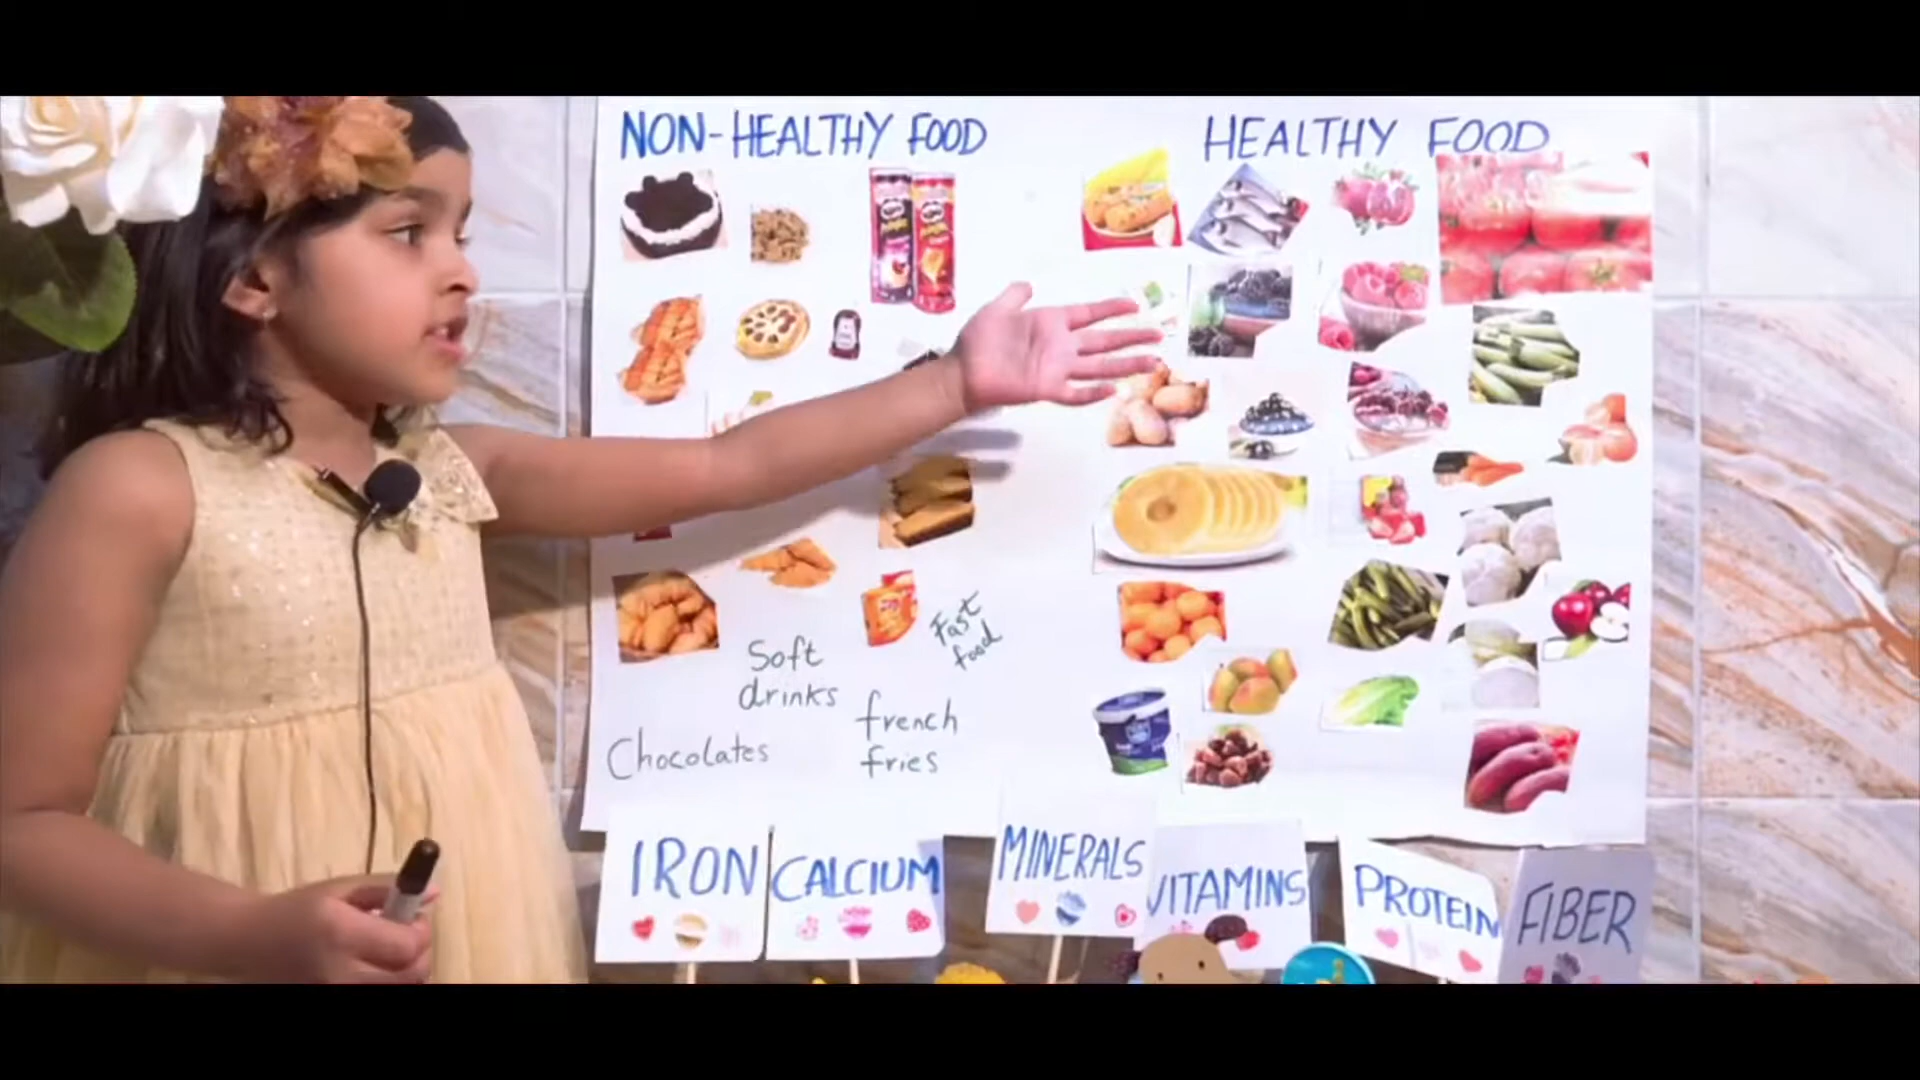 NON-HEALTHY FOOD
HEALTHY FOOD
Soft
drinks
Fast
food
french
fries
Chocolates
IRON
CALCIUM
MINERALS
VITAMINS
PROTEIN
FIBER